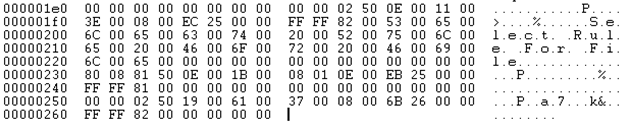 000001e0 00 00 00 00 00 00 00 00 00 00 02 50 0E 00 11 00 ...........P....
000001f0 3E 00 08 00 EC 25 00 00 FF FF 82 00 53 00 65 00 >....%......S.e.
00000200 6C 00 65 00 63 00 74 00 20 00 52 00 75 00 6C 00 l.e.c.t. .R.u.l.
00000210 65 00 20 00 46 00 6F 00 72 00 20 00 46 00 69 00 e. .F.o.r. .F.i.
00000220 6C 00 65 00 00 00 00 00 00 00 00 00 00 00 00 00 l.e.............
00000230 80 08 81 50 0E 00 1B 00 08 01 0E 00 EB 25 00 00 ...P.........%..
00000240 FF FF 81 00 00 00 00 00 00 00 00 00 00 00 00 00 ................
00000250 00 00 02 50 19 00 61 00 37 00 08 00 6B 26 00 00 ...P..a.7...k&..
00000260 FF FF 82 00 00 00 00 00 ........